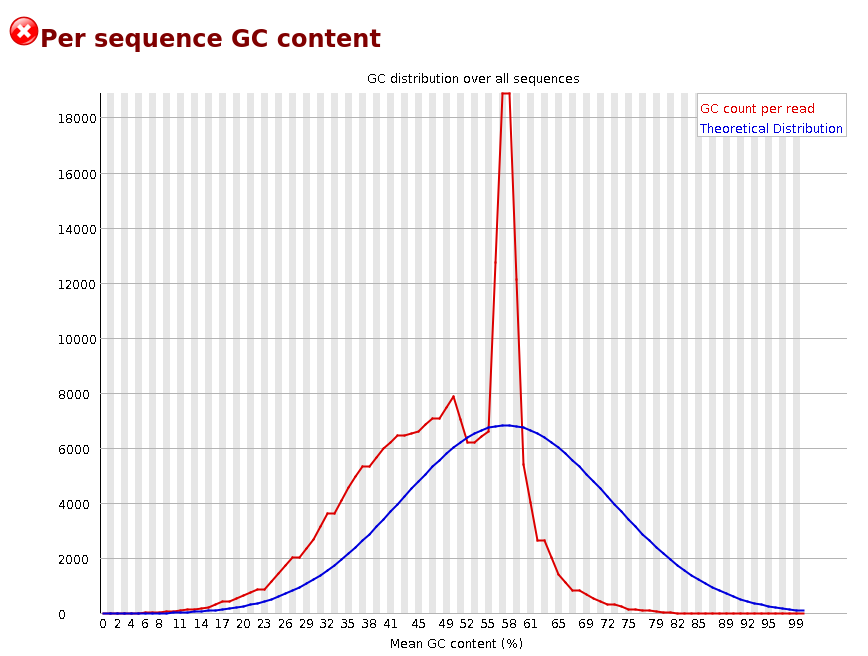 Per sequence GC content
GC distribution over all sequences
GC count per read
Theoretical Distribution
18000
16000
14000
12000
10000
8000
6000
4000
2000
0
0 2 4 6 8 11 14 17 20 23 26 29 32 35 38 41 45 49 52 55 58 61 65 69 72 75 79 82 85 89 92 95 99
Mean GC content (%)